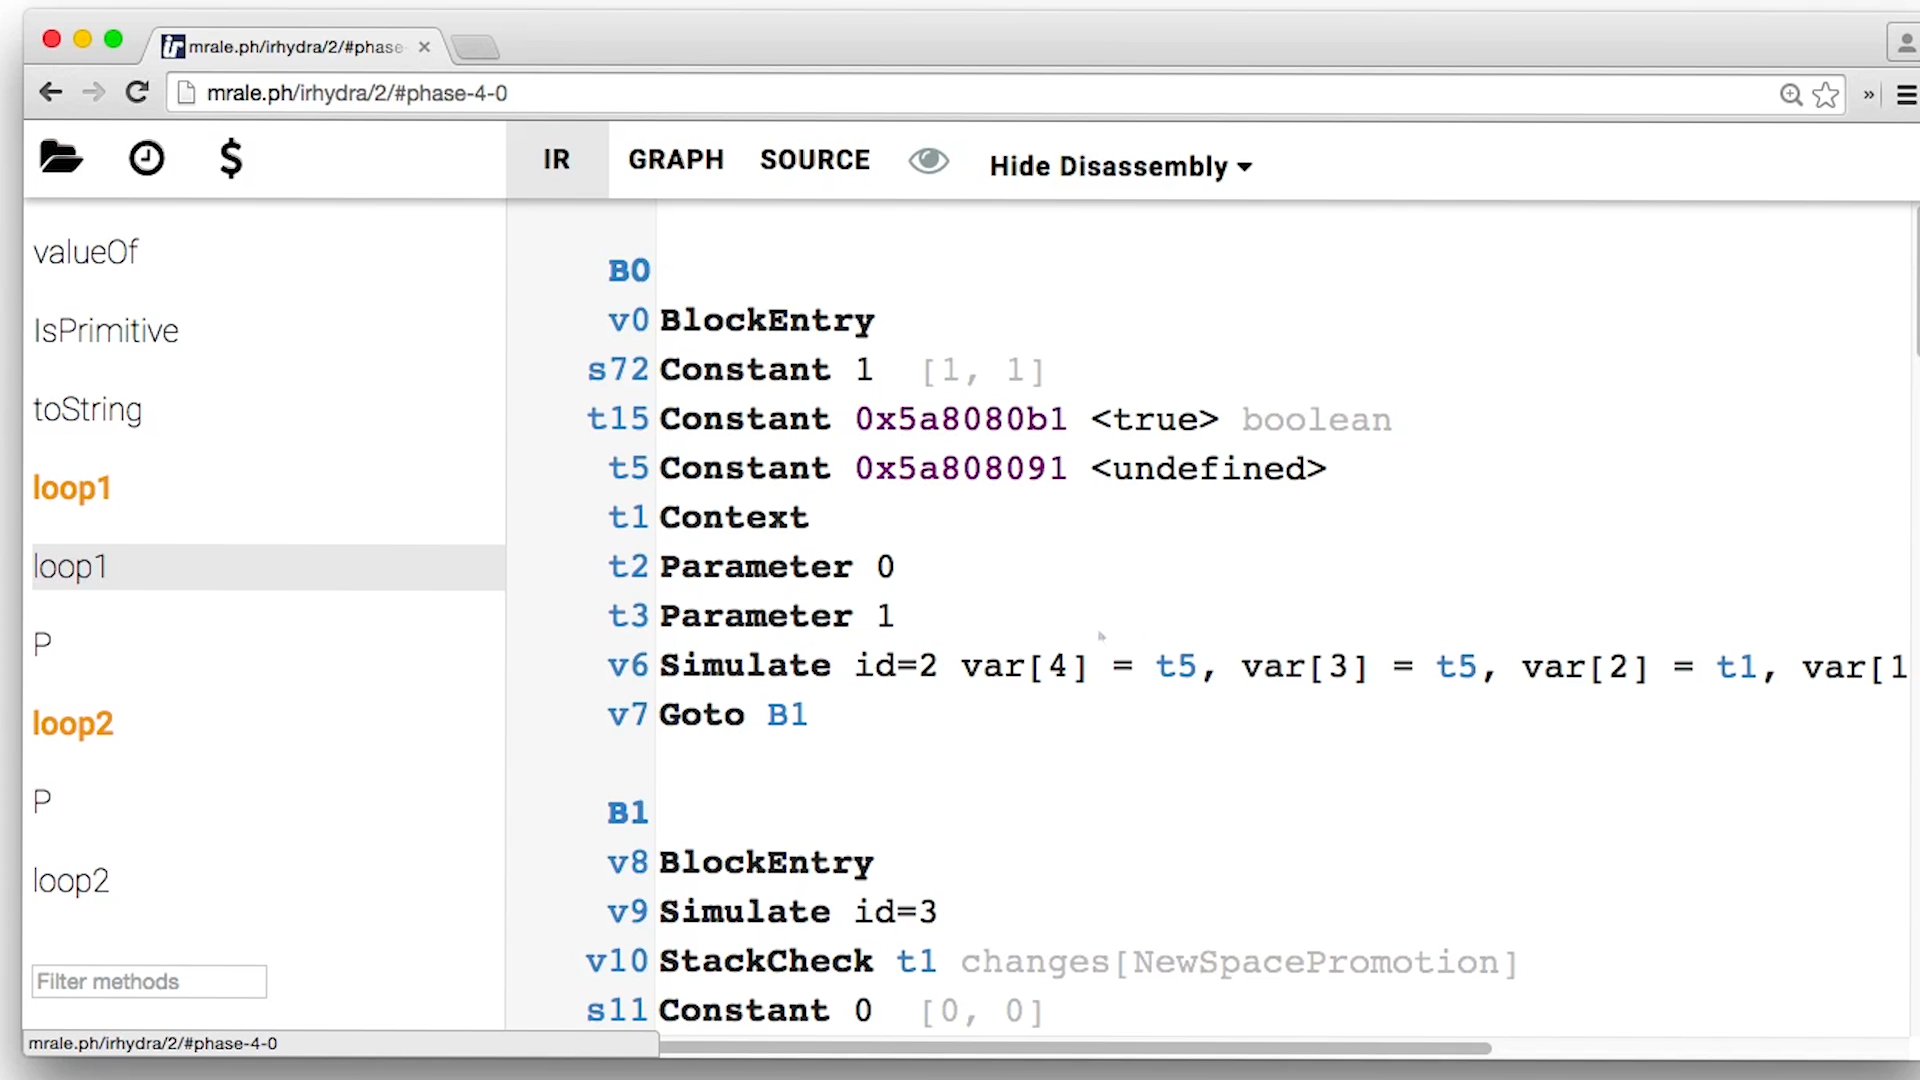 mrale.ph/irhydra/2/#phase-
mrale.ph/irhydra/2/#phase-4-0
IR GRAPH SOURCE Hide Disassembly
valueOf
IsPrimitive
toString
loop1
loop1
P
loop2
P
loop2
Filter methods
B0
v0 BlockEntry
s72 Constant 1 [1, 1]
t15 Constant 0x5a8080b1 <true> boolean
t5 Constant 0x5a808091 <undefined>
t1 Context
t2 Parameter 0
t3 Parameter 1
v6 Simulate id=2 var[4] = t5, var[3] = t5, var[2] = t1, var[1
v7 Goto B1
B1
v8 BlockEntry
v9 Simulate id=3
v10 StackCheck t1 changes[NewSpacePromotion]
s11 Constant 0 [0, 0]
mrale.ph/irhydra/2/#phase-4-0